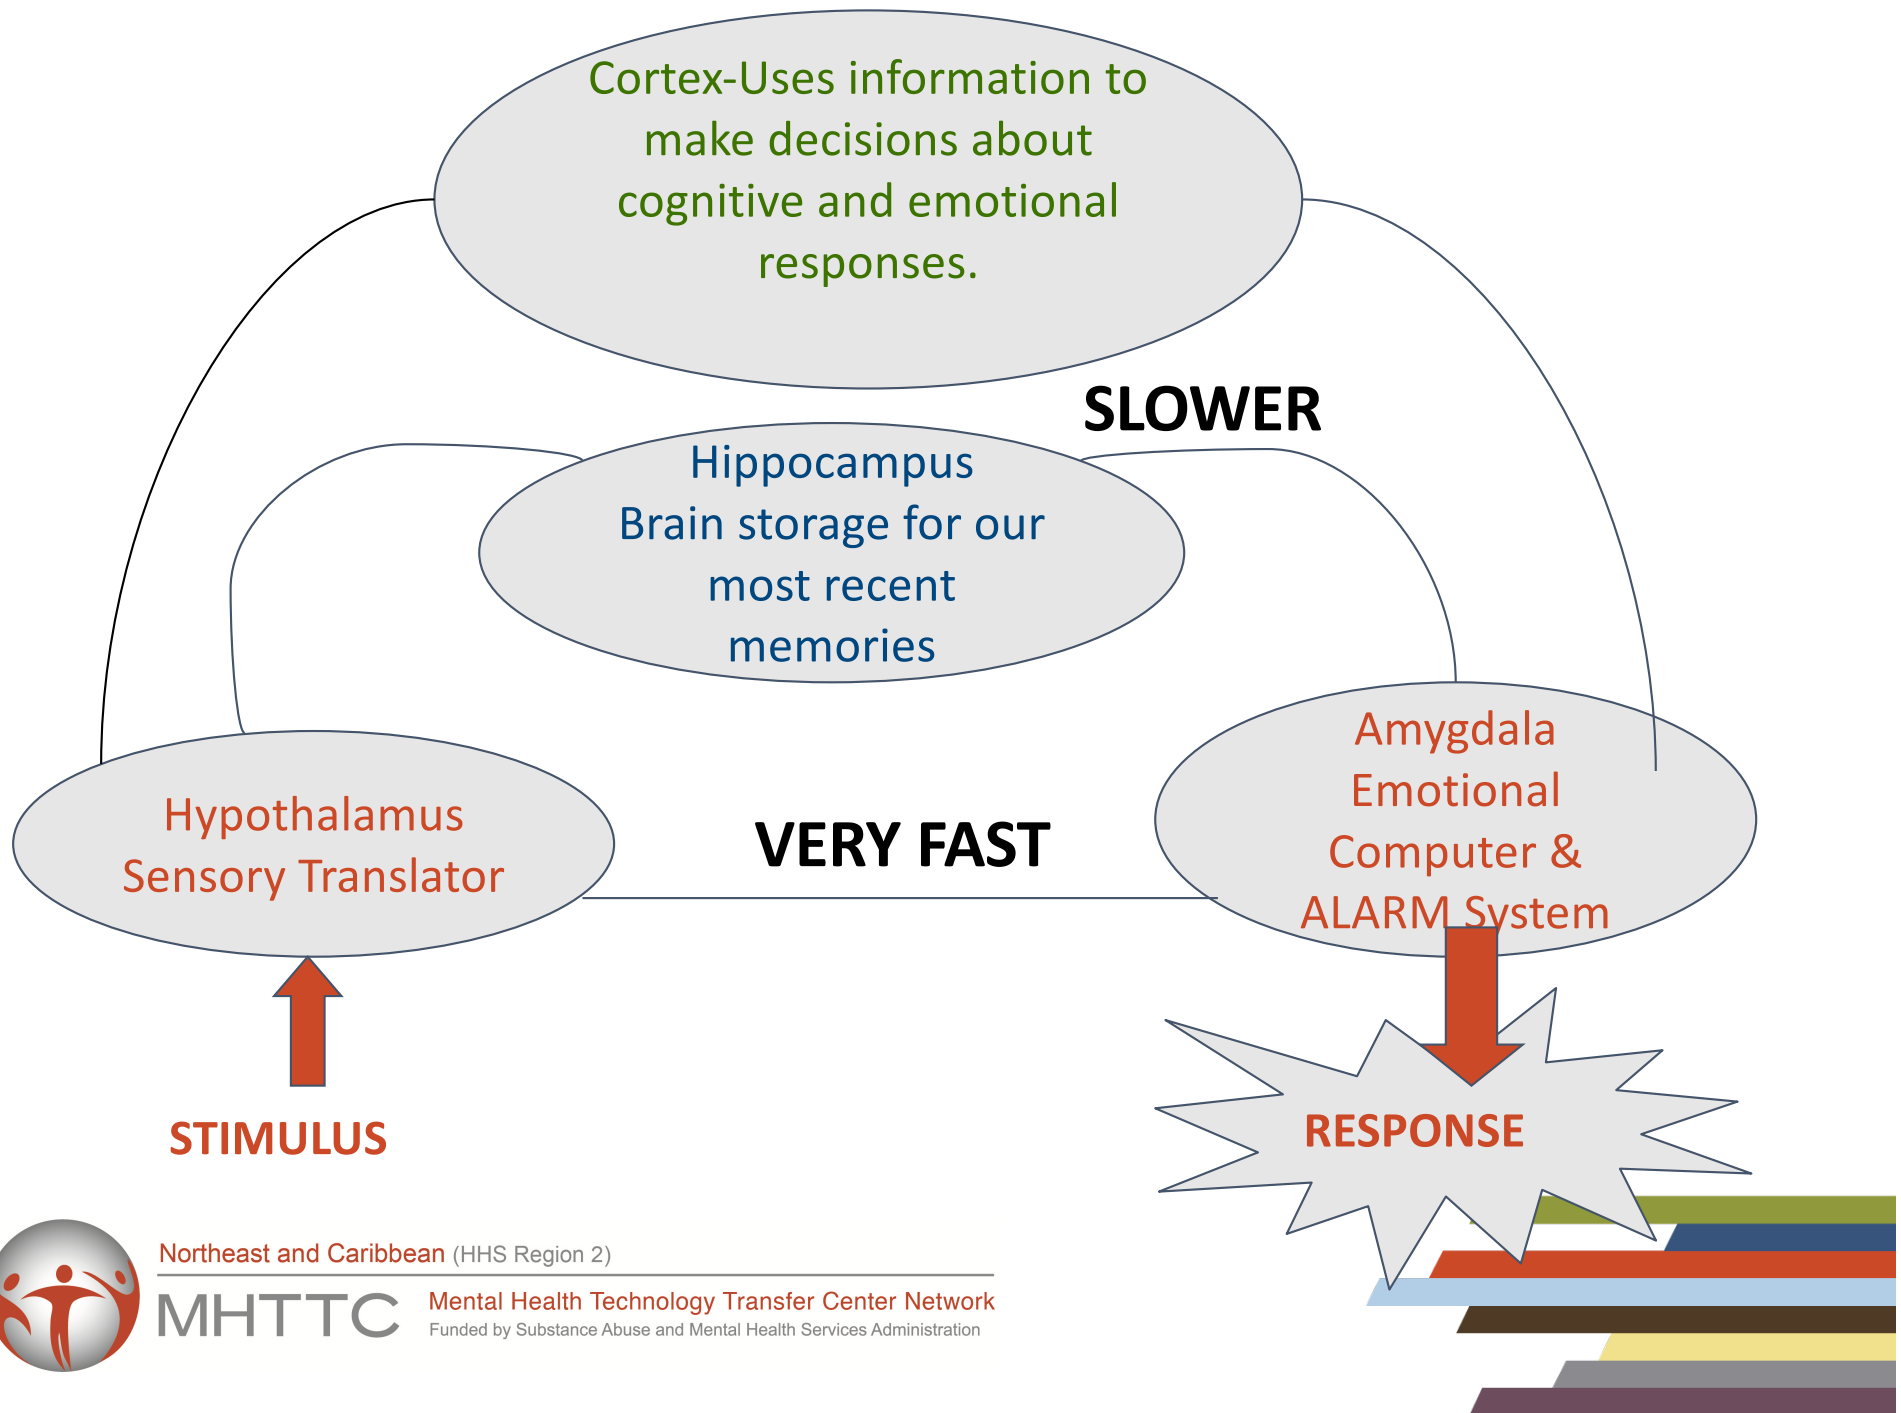 Cortex-Uses information to
make decisions about
cognitive and emotional
responses.
SLOWER
Hippocampus
Brain storage for our
most recent
memories
Amygdala
Emotional
Computer &
ALARM System
Hypothalamus
Sensory Translator
VERY FAST
STIMULUS
RESPONSE
Northeast and Caribbean (HHS Region 2)
MHTTC
Mental Health Technology Transfer Center Network
Funded by Substance Abuse and Mental Health Services Administration